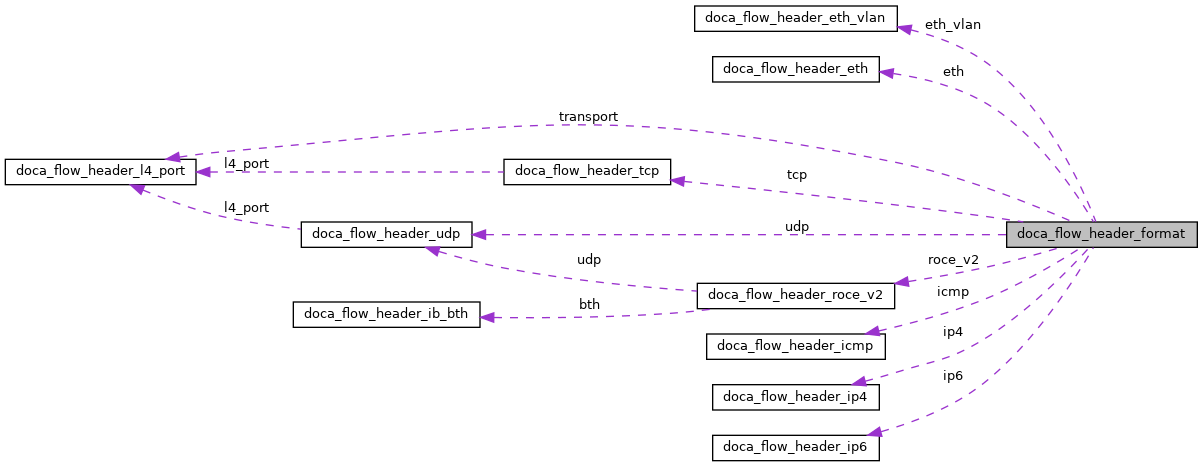 doca_flow_header_eth_vlan
eth_vlan
doca_flow_header_eth
eth
transport
doca_flow_header_l4_port
l4_port
doca_flow_header_tcp
tcp
l4_port
doca_flow_header_udp
udp
doca_flow_header_format
udp
roce_v2
doca_flow_header_roce_v2
icmp
bth
doca_flow_header_ib_bth
ip4
doca_flow_header_icmp
ip6
doca_flow_header_ip4
doca_flow_header_ip6